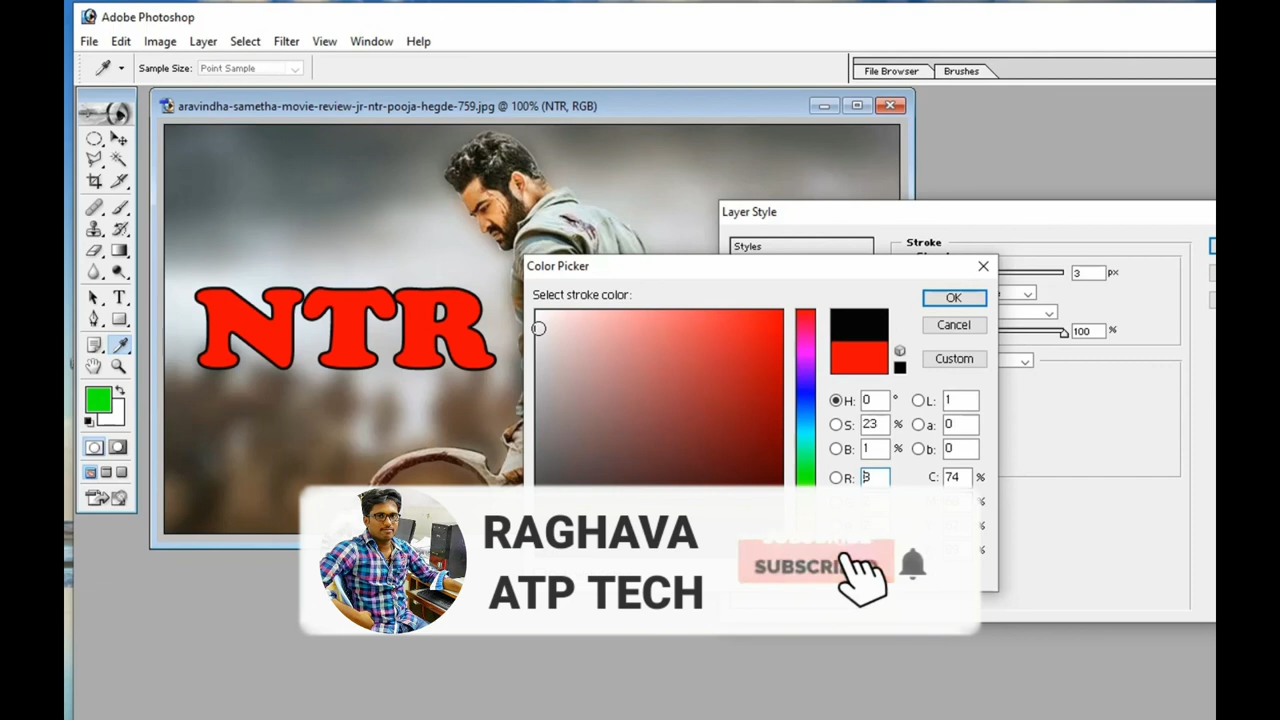 Adobe Photoshop
File Edit Image Layer Select Filter View Window Help
Sample Size: Point Sample
File Browser Brushes
aravindha-sametha-movie-review-jr-ntr-pooja-hegde-759.jpg @ 100% (NTR, RGB)
Layer Style
Styles
Stroke
3 px
100 %
NTR
Color Picker
Select stroke color:
OK
Cancel
Custom
H: 0 ° L: 1
S: 23 % a: 0
B: 1 % b: 0
R: 3 C: 74 %
RAGHAVA
ATP TECH
T